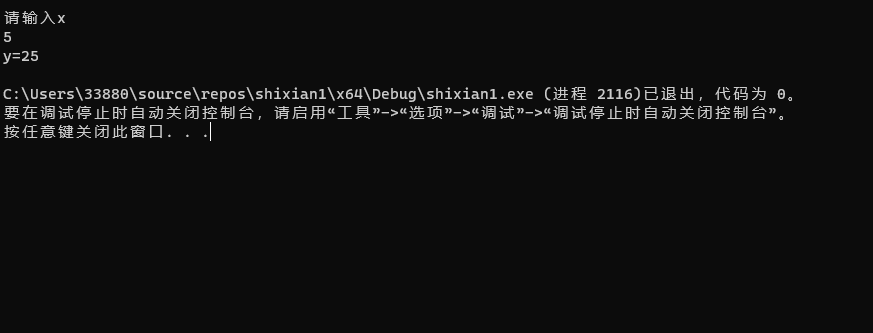 请输入x
5
y=25
C:\Users\33880\source\repos\shixian1\x64\Debug\shixian1.exe (进程 2116)已退出，代码为 0。
要在调试停止时自动关闭控制台，请启用“工具”->“选项”->“调试”->“调试停止时自动关闭控制台”。
按任意键关闭此窗口. . .